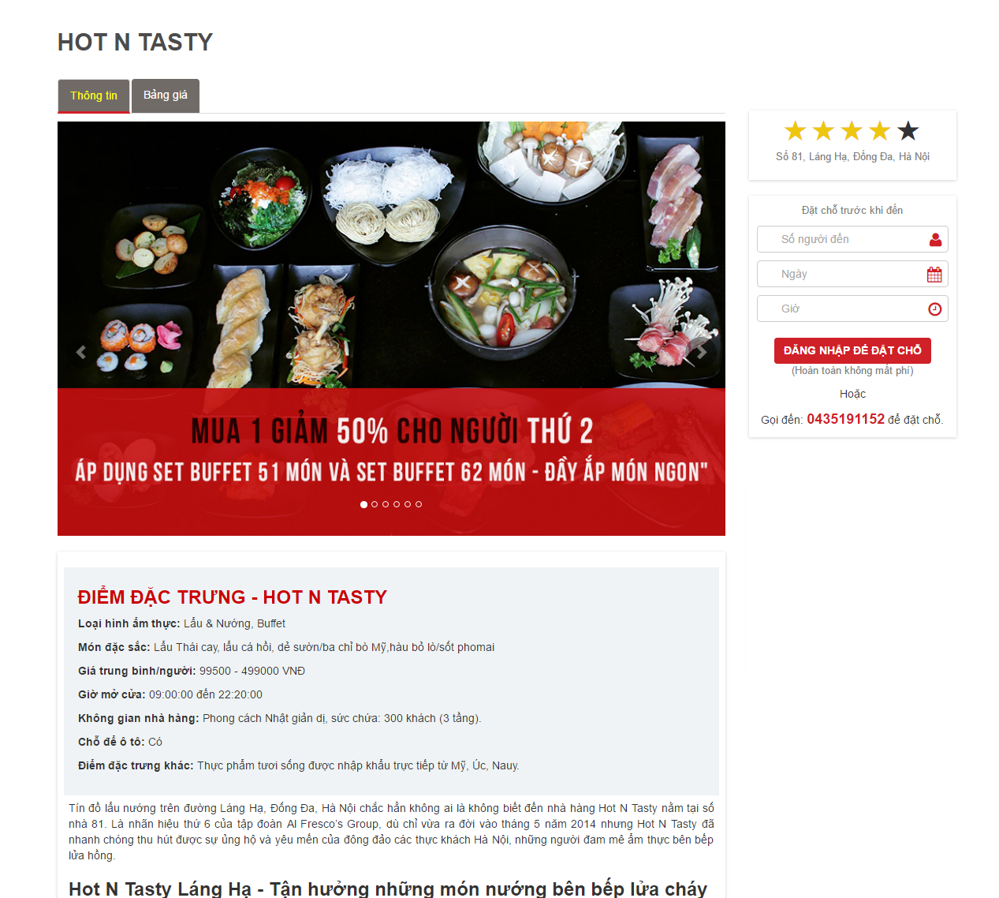 HOT N TASTY
Thông tin
Bảng giá
Số 81, Láng Hạ, Đống Đa, Hà Nội
Đặt chỗ trước khi đến
Số người đến
Ngày
Giờ
ĐĂNG NHẬP ĐỂ ĐẶT CHỖ
(Hoàn toàn không mất phí)
Hoặc
Gọi đến: 0435191152 để đặt chỗ.
MUA 1 GIẢM 50% CHO NGƯỜI THỨ 2
ÁP DỤNG SET BUFFET 51 MÓN VÀ SET BUFFET 62 MÓN - ĐẦY ẮP MÓN NGON"
ĐIỂM ĐẶC TRƯNG - HOT N TASTY
Loại hình ẩm thực: Lẩu & Nướng, Buffet
Món đặc sắc: Lẩu Thái cay, lẩu cá hồi, dẻ sườn/ba chỉ bò Mỹ,hàu bỏ lò/sốt phomai
Giá trung bình/người: 99500 - 499000 VNĐ
Giờ mở cửa: 09:00:00 đến 22:20:00
Không gian nhà hàng: Phong cách Nhật giản dị, sức chứa: 300 khách (3 tầng).
Chỗ để ô tô: Có
Điểm đặc trưng khác: Thực phẩm tươi sống được nhập khẩu trực tiếp từ Mỹ, Úc, Nauy.
Tín đồ lẩu nướng trên đường Láng Hạ, Đống Đa, Hà Nội chắc hẳn không ai là không biết đến nhà hàng Hot N Tasty nằm tại số
nhà 81. Là nhãn hiệu thứ 6 của tập đoàn Al Fresco's Group, dù chỉ vừa ra đời vào tháng 5 năm 2014 nhưng Hot N Tasty đã
nhanh chóng thu hút được sự ủng hộ và yêu mến của đông đảo các thực khách Hà Nội, những người đam mê ẩm thực bên bếp
lửa hồng.
Hot N Tasty Láng Hạ - Tận hưởng những món nướng bên bếp lửa cháy